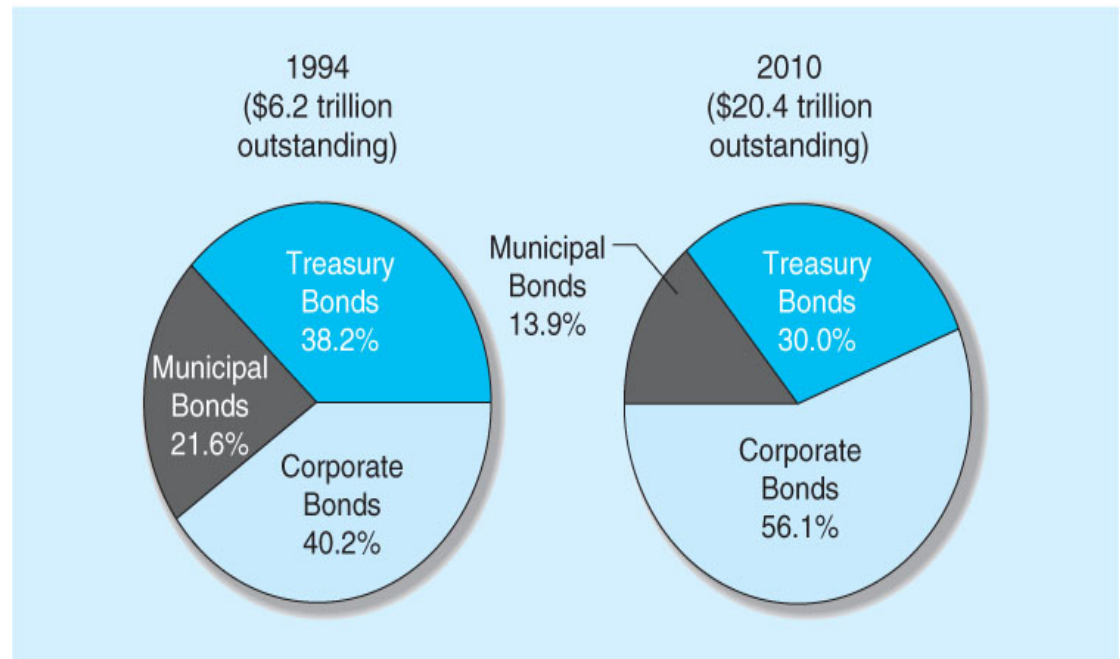 1994
($6.2 trillion
outstanding)
Treasury
Bonds
38.2%
Municipal
Bonds
21.6%
Corporate
Bonds
40.2%
2010
($20.4 trillion
outstanding)
Municipal
Bonds
13.9%
Treasury
Bonds
30.0%
Corporate
Bonds
56.1%